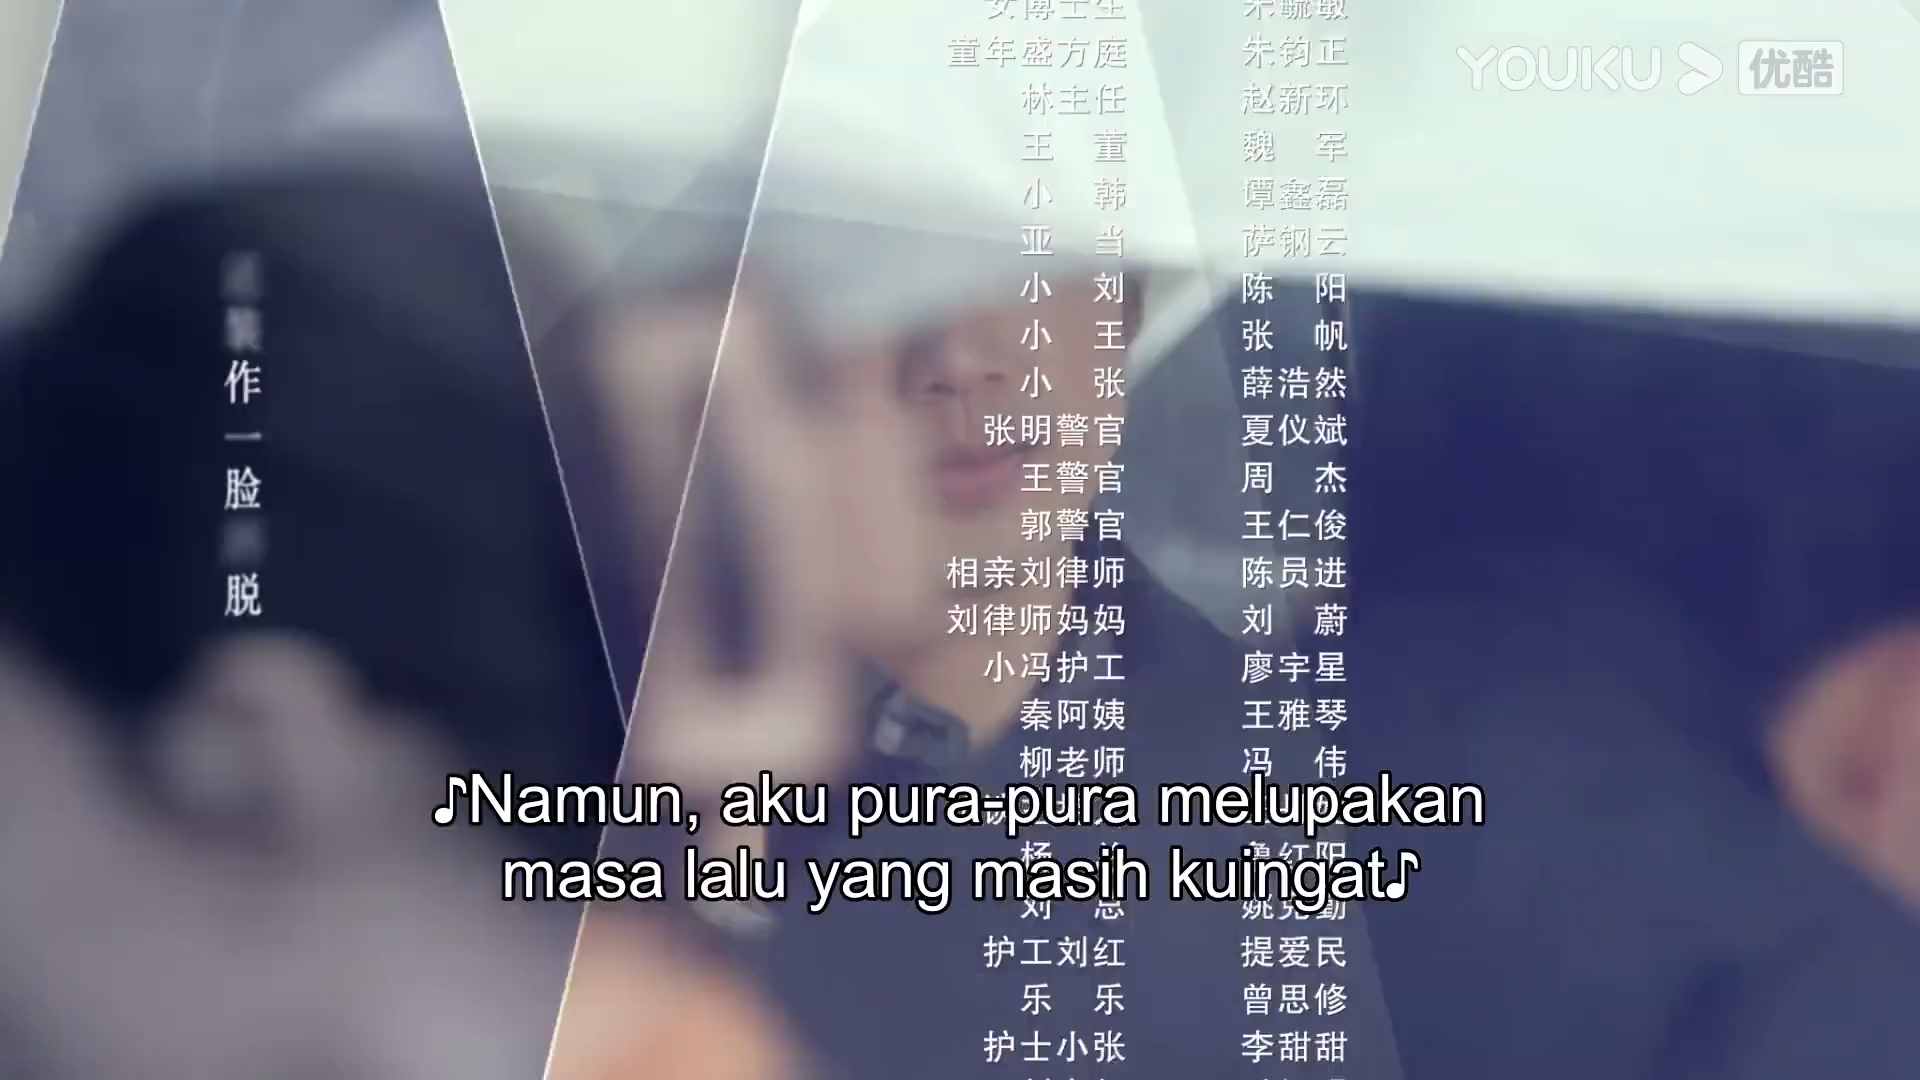 YOUKU 优酷
作一脸 脱
童年盛方庭 朱钧正
林主任 赵新环
王 董 魏 军
小 韩 谭鑫磊
亚 当 萨钢云
小 刘 陈 阳
小 王 张 帆
小 张 薛浩然
张明警官 夏仪斌
王警官 周 杰
郭警官 王仁俊
相亲刘律师 陈员进
刘律师妈妈 刘 蔚
小冯护工 廖宇星
秦阿姨 王雅琴
柳老师 冯 伟
♪Namun, aku pura-pura melupakan
masa lalu yang masih kuingat♪
刘 总
护工刘红 提爱民
乐 乐 曾思修
护士小张 李甜甜